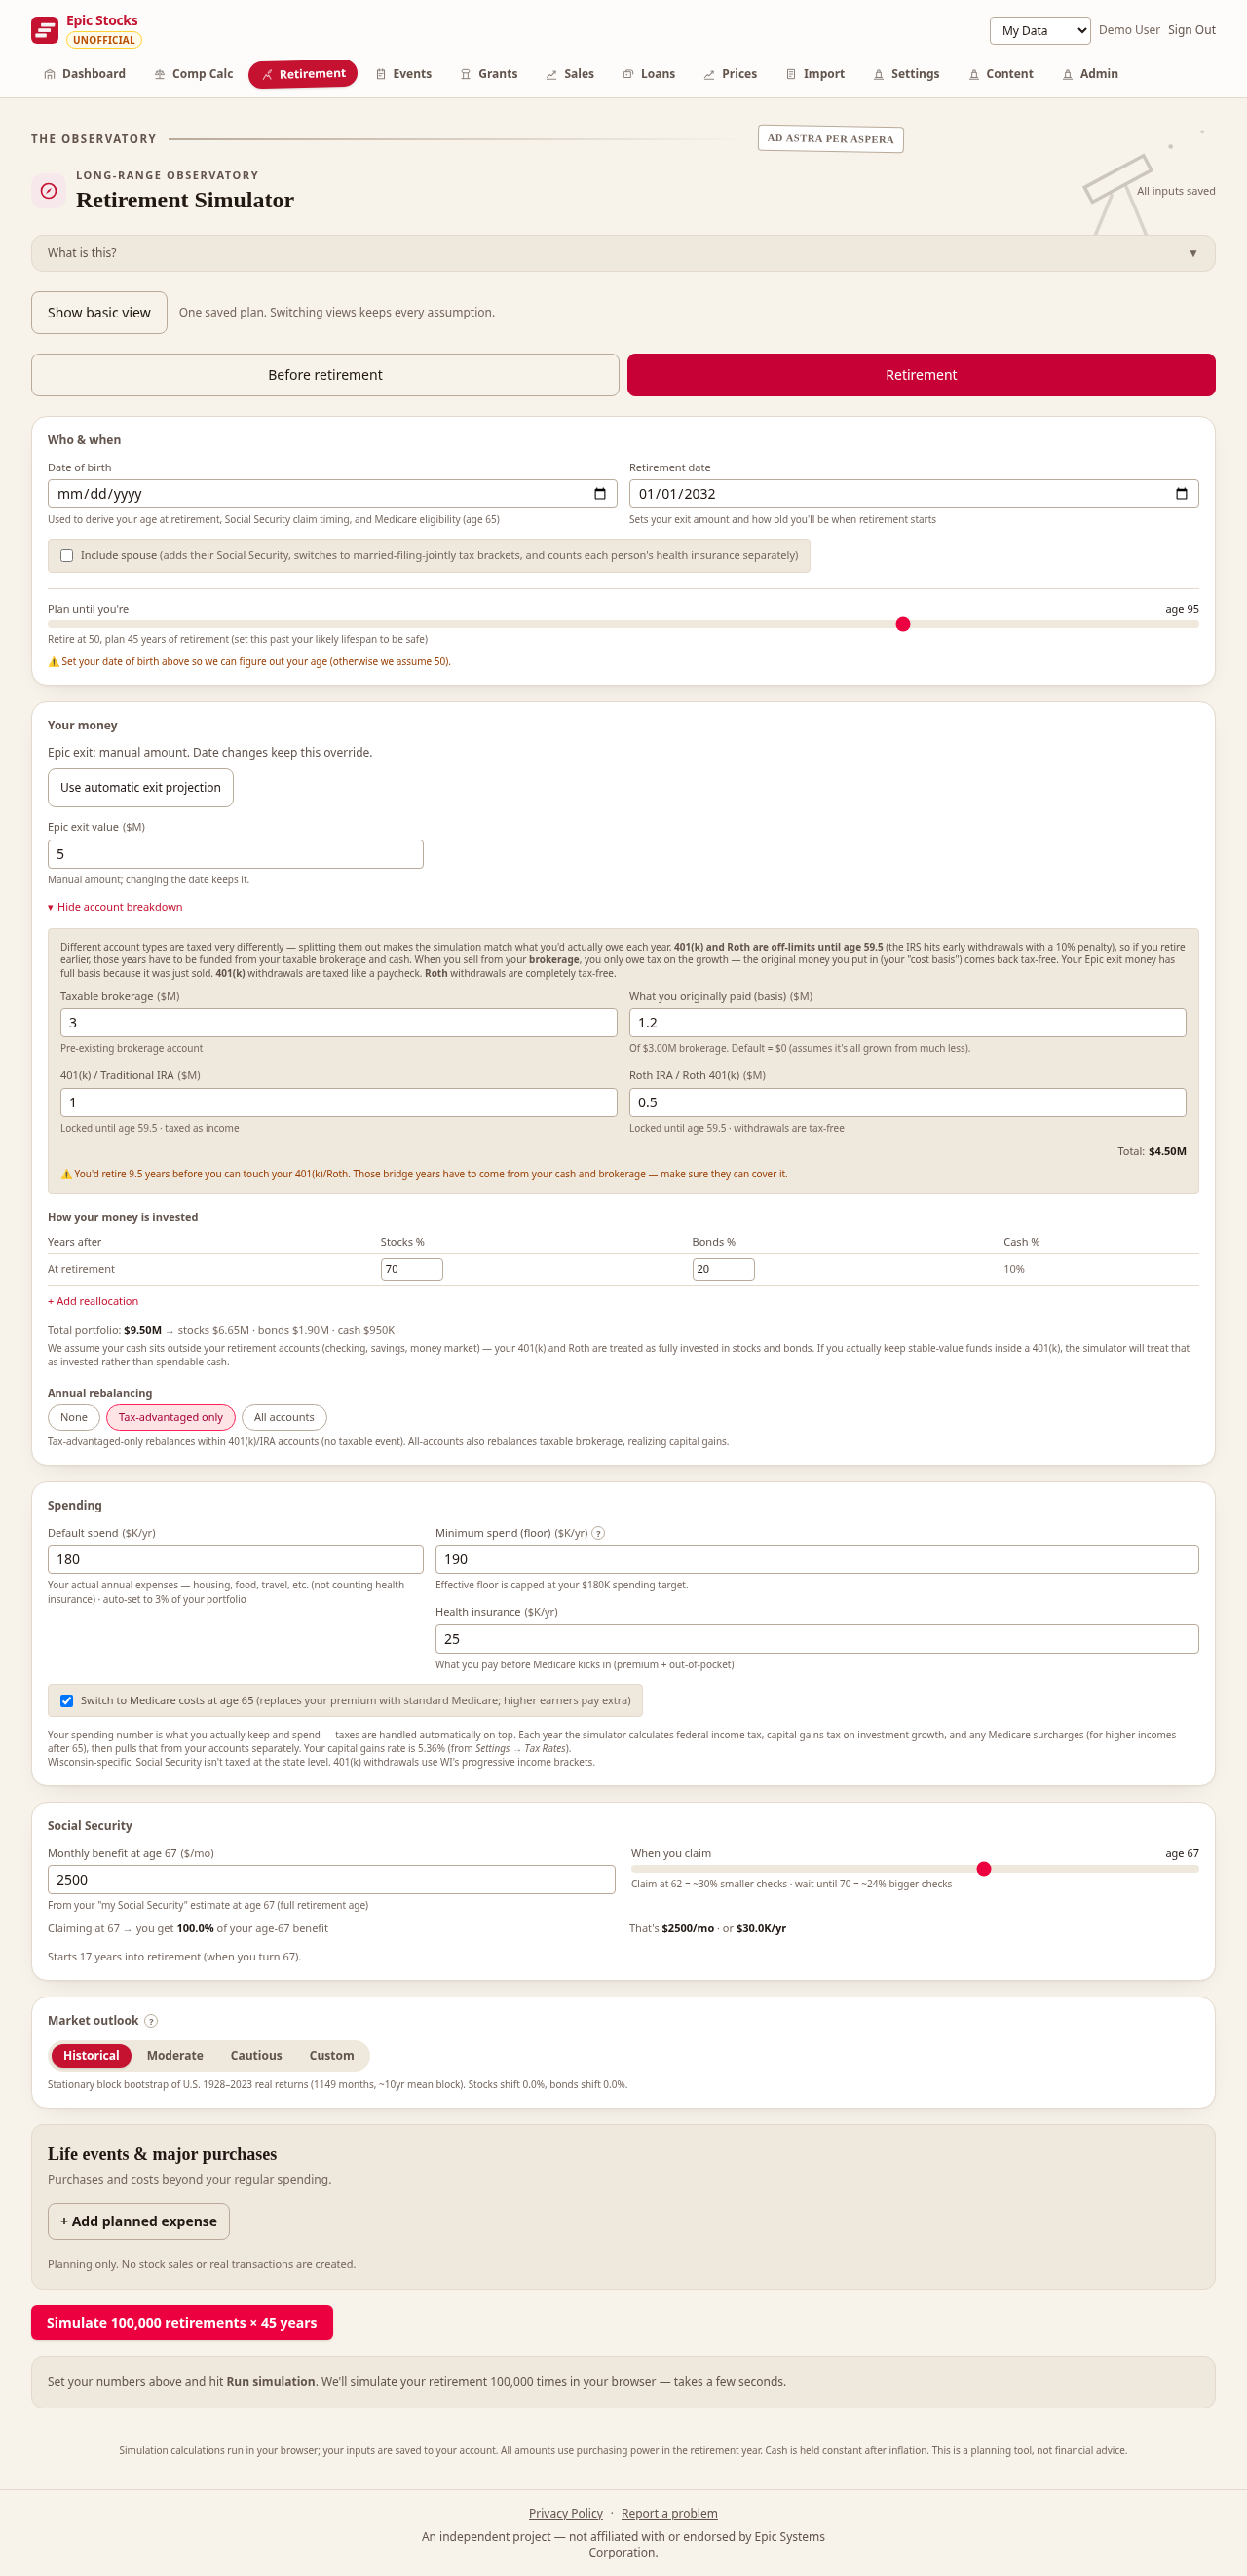 Epic Stocks
UNOFFICIAL
My Data
Demo User
Sign Out
Dashboard
Comp Calc
Retirement
Events
Grants
Sales
Loans
Prices
Import
Settings
Content
Admin
THE OBSERVATORY
AD ASTRA PER ASPERA
LONG-RANGE OBSERVATORY
Retirement Simulator
All inputs saved
What is this?
▼
Show basic view
One saved plan. Switching views keeps every assumption.
Before retirement
Retirement
Who & when
Date of birth
Retirement date
mm/dd/yyyy
01/01/2032
Used to derive your age at retirement, Social Security claim timing, and Medicare eligibility (age 65)
Sets your exit amount and how old you'll be when retirement starts
Include spouse (adds their Social Security, switches to married-filing-jointly tax brackets, and counts each person's health insurance separately)
Plan until you're
age 95
Retire at 50, plan 45 years of retirement (set this past your likely lifespan to be safe)
⚠️ Set your date of birth above so we can figure out your age (otherwise we assume 50).
Your money
Epic exit: manual amount. Date changes keep this override.
Use automatic exit projection
Epic exit value ($M)
5
Manual amount; changing the date keeps it.
▾ Hide account breakdown
Different account types are taxed very differently — splitting them out makes the simulation match what you'd actually owe each year. 401(k) and Roth are off-limits until age 59.5 (the IRS hits early withdrawals with a 10% penalty), so if you retire
earlier, those years have to be funded from your taxable brokerage and cash. When you sell from your brokerage, you only owe tax on the growth — the original money you put in (your "cost basis") comes back tax-free. Your Epic exit money has
full basis because it was just sold. 401(k) withdrawals are taxed like a paycheck. Roth withdrawals are completely tax-free.
Taxable brokerage ($M)
What you originally paid (basis) ($M)
3
1.2
Pre-existing brokerage account
Of $3.00M brokerage. Default = $0 (assumes it's all grown from much less).
401(k) / Traditional IRA ($M)
Roth IRA / Roth 401(k) ($M)
1
0.5
Locked until age 59.5 · taxed as income
Locked until age 59.5 · withdrawals are tax-free
Total: $4.50M
⚠️ You'd retire 9.5 years before you can touch your 401(k)/Roth. Those bridge years have to come from your cash and brokerage — make sure they can cover it.
How your money is invested
Years after
Stocks %
Bonds %
Cash %
At retirement
70
20
10%
+ Add reallocation
Total portfolio: $9.50M → stocks $6.65M · bonds $1.90M · cash $950K
We assume your cash sits outside your retirement accounts (checking, savings, money market) — your 401(k) and Roth are treated as fully invested in stocks and bonds. If you actually keep stable-value funds inside a 401(k), the simulator will treat that
as invested rather than spendable cash.
Annual rebalancing
None
Tax-advantaged only
All accounts
Tax-advantaged-only rebalances within 401(k)/IRA accounts (no taxable event). All-accounts also rebalances taxable brokerage, realizing capital gains.
Spending
Default spend ($K/yr)
Minimum spend (floor) ($K/yr) ?
180
190
Your actual annual expenses — housing, food, travel, etc. (not counting health
insurance) · auto-set to 3% of your portfolio
Effective floor is capped at your $180K spending target.
Health insurance ($K/yr)
25
What you pay before Medicare kicks in (premium + out-of-pocket)
Switch to Medicare costs at age 65 (replaces your premium with standard Medicare; higher earners pay extra)
Your spending number is what you actually keep and spend — taxes are handled automatically on top. Each year the simulator calculates federal income tax, capital gains tax on investment growth, and any Medicare surcharges (for higher incomes
after 65), then pulls that from your accounts separately. Your capital gains rate is 5.36% (from Settings → Tax Rates).
Wisconsin-specific: Social Security isn't taxed at the state level. 401(k) withdrawals use WI's progressive income brackets.
Social Security
Monthly benefit at age 67 ($/mo)
When you claim
age 67
2500
Claim at 62 = ~30% smaller checks · wait until 70 = ~24% bigger checks
From your "my Social Security" estimate at age 67 (full retirement age)
Claiming at 67 → you get 100.0% of your age-67 benefit
That's $2500/mo · or $30.0K/yr
Starts 17 years into retirement (when you turn 67).
Market outlook ?
Historical
Moderate
Cautious
Custom
Stationary block bootstrap of U.S. 1928–2023 real returns (1149 months, ~10yr mean block). Stocks shift 0.0%, bonds shift 0.0%.
Life events & major purchases
Purchases and costs beyond your regular spending.
+ Add planned expense
Planning only. No stock sales or real transactions are created.
Simulate 100,000 retirements × 45 years
Set your numbers above and hit Run simulation. We'll simulate your retirement 100,000 times in your browser — takes a few seconds.
Simulation calculations run in your browser; your inputs are saved to your account. All amounts use purchasing power in the retirement year. Cash is held constant after inflation. This is a planning tool, not financial advice.
Privacy Policy · Report a problem
An independent project — not affiliated with or endorsed by Epic Systems
Corporation.